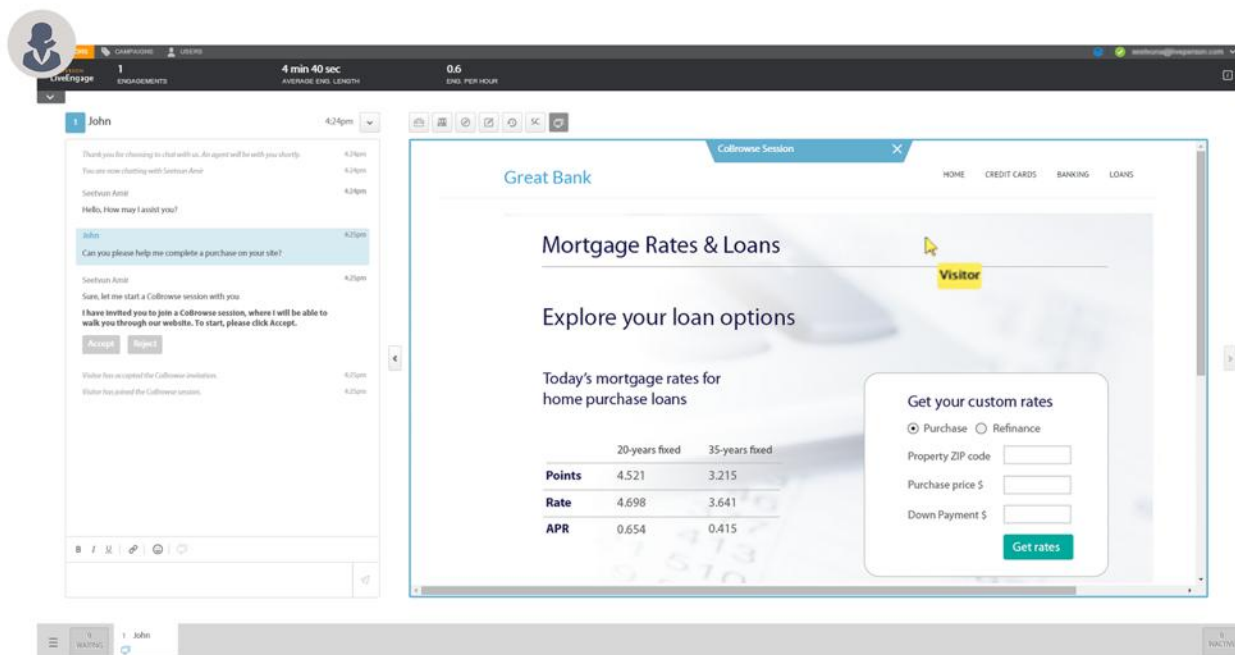 CAMPAIGNS
USERS
LiveEngage
1
ENGAGEMENTS
4 min 40 sec
AVERAGE ENG. LENGTH
0.6
ENG. PER HOUR
1 John 4:24pm
Thank you for choosing to chat with us. An agent will be with you shortly. 4:24pm
You are now chatting with Seetvun Amir 4:24pm
Seetvun Amir 4:24pm
Hello, How may I assist you?
John 4:25pm
Can you please help me complete a purchase on your site?
Seetvun Amir 4:25pm
Sure, let me start a CoBrowse session with you
I have invited you to join a CoBrowse session, where I will be able to
walk you through our website. To start, please click Accept.
Accept Reject
Visitor has accepted the CoBrowse invitation. 4:25pm
Visitor has joined the CoBrowse session. 4:25pm
B I U
SC
CoBrowse Session
Great Bank
HOME CREDIT CARDS BANKING LOANS
Mortgage Rates & Loans
Visitor
Explore your loan options
Today's mortgage rates for
home purchase loans
20-years fixed 35-years fixed
Points 4.521 3.215
Rate 4.698 3.641
APR 0.654 0.415
Get your custom rates
Purchase Refinance
Property ZIP code
Purchase price $
Down Payment $
Get rates
WAITING
1 John